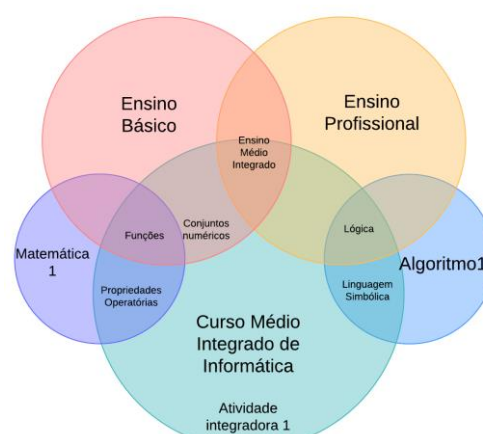 Ensino
Básico
Ensino
Profissional
Ensino
Médio
Integrado
Funções
Conjuntos
numéricos
Lógica
Matemática
1
Algoritmo1
Propriedades
Operatórias
Linguagem
Simbólica
Curso Médio
Integrado de
Informática
Atividade
integradora 1